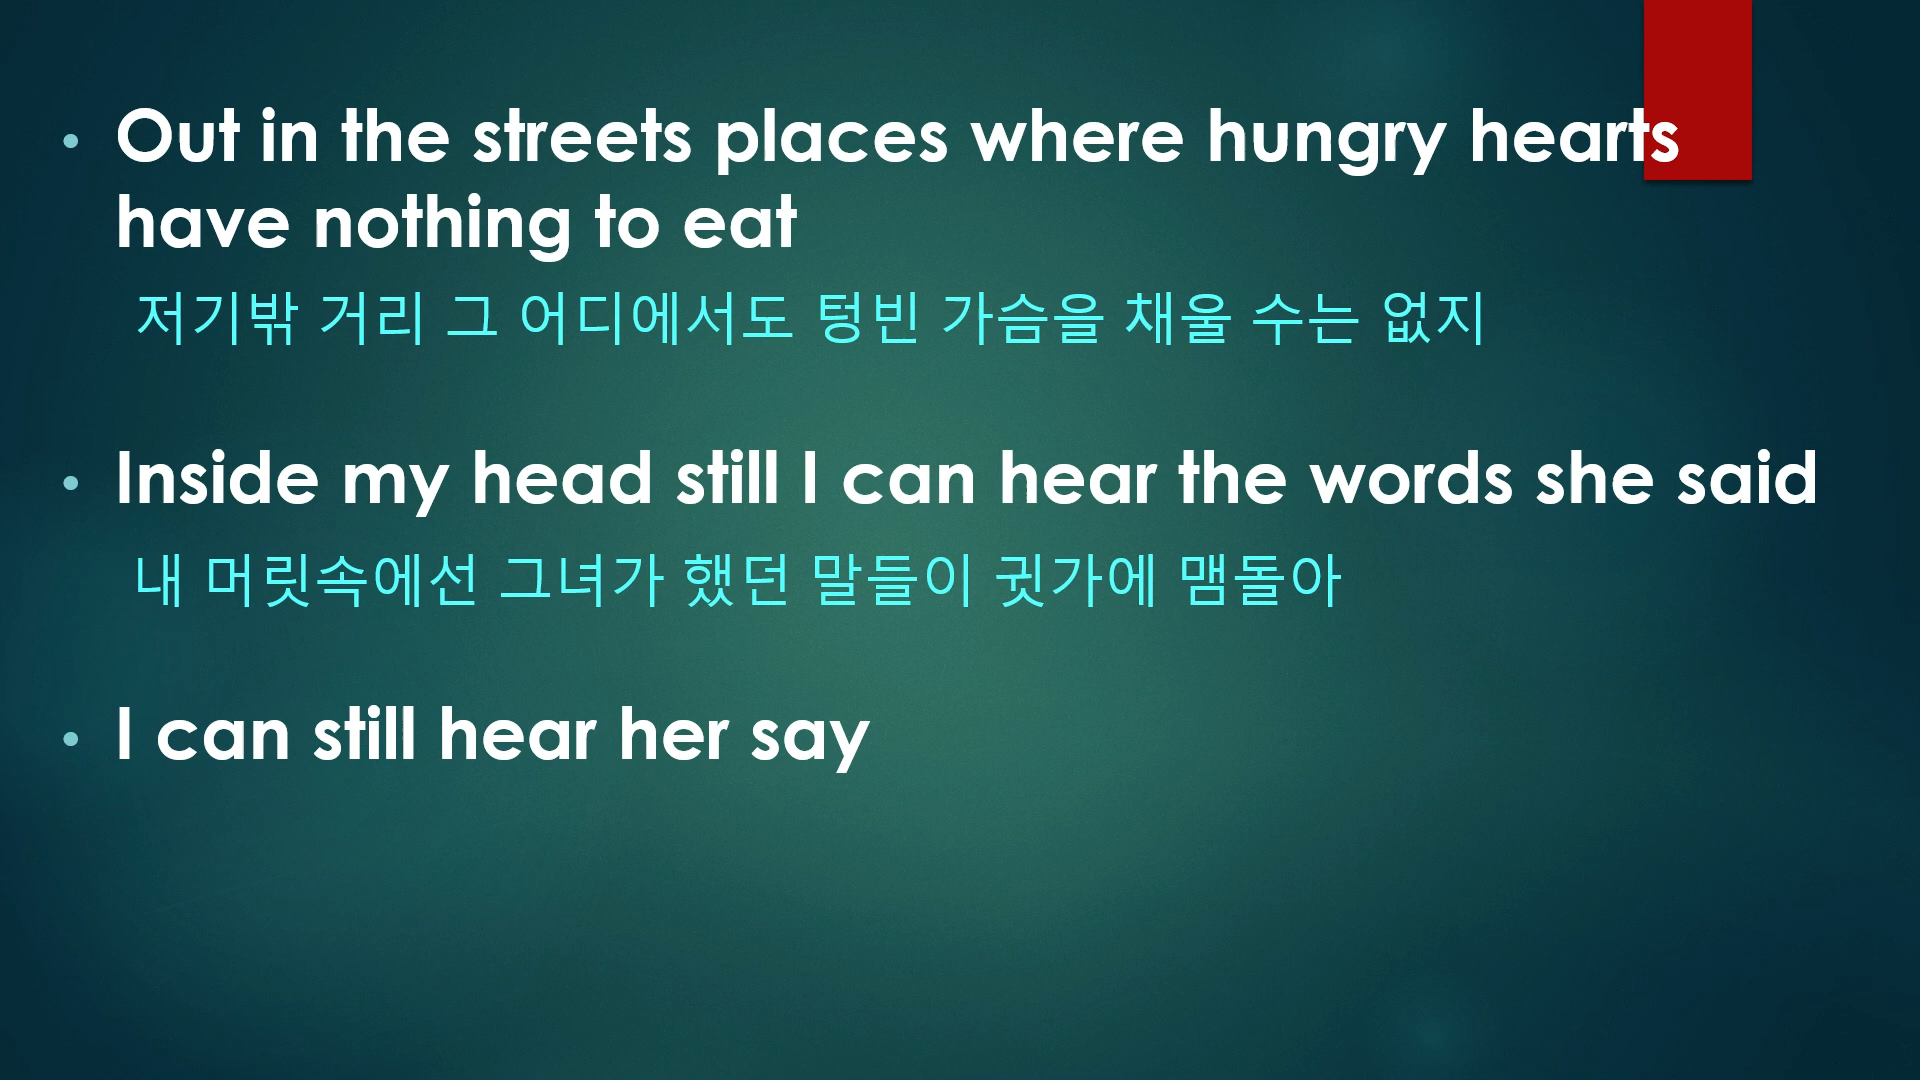 • Out in the streets places where hungry hearts
have nothing to eat
저기밖 거리 그 어디에서도 텅빈 가슴을 채울 수는 없지
• Inside my head still I can hear the words she said
내 머릿속에선 그녀가 했던 말들이 귓가에 맴돌아
• I can still hear her say